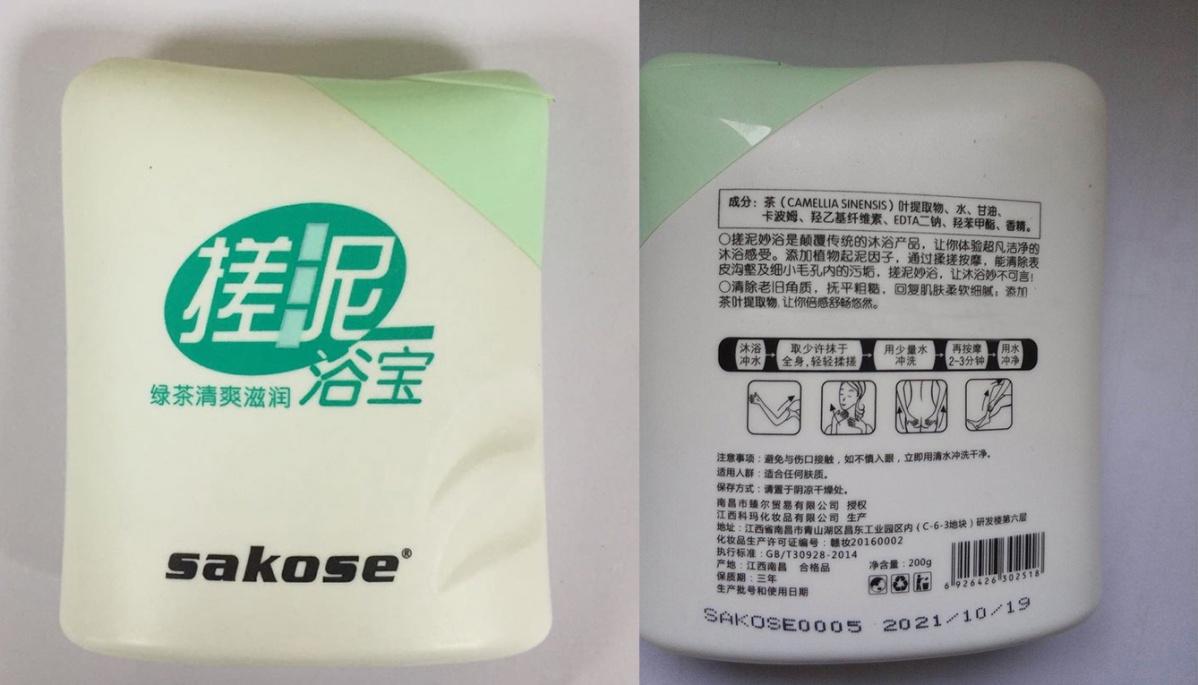 搓泥
浴宝
绿茶清爽滋润
sakose®
成分：茶（CAMELLIA SINENSIS）叶提取物、水、甘油、
卡波姆、羟乙基纤维素、EDTA二钠、羟苯甲酯、香精。
○搓泥妙浴是颠覆传统的沐浴产品，让你体验超凡洁净的
沐浴感受。添加植物起泥因子，通过揉搓按摩，能清除表
皮沟壑及细小毛孔内的污垢，搓泥妙浴，让沐浴妙不可言！
○清除老旧角质，抚平粗糙，回复肌肤柔软细腻；添加
茶叶提取物，让你倍感舒畅悠然。
沐浴冲水
取少许抹于全身，轻轻揉搓
用少量水冲洗
再按摩2-3分钟
用水冲净
注意事项：避免与伤口接触，如不慎入眼，立即用清水冲洗干净。
适用人群：适合任何肤质。
保存方式：请置于阴凉干燥处。
南昌市臻尔贸易有限公司 授权
江西科玛化妆品有限公司 生产
地址：江西省南昌市青山湖区昌东工业园区内（C-6-3地块）研发楼第六层
化妆品生产许可证编号：赣妆20160002
执行标准：GB/T30928-2014
产地：江西南昌 合格品 净含量：200g
保质期：三年
生产批号和使用日期
6 926426 302518
SAKOSE0005 2021/10/19